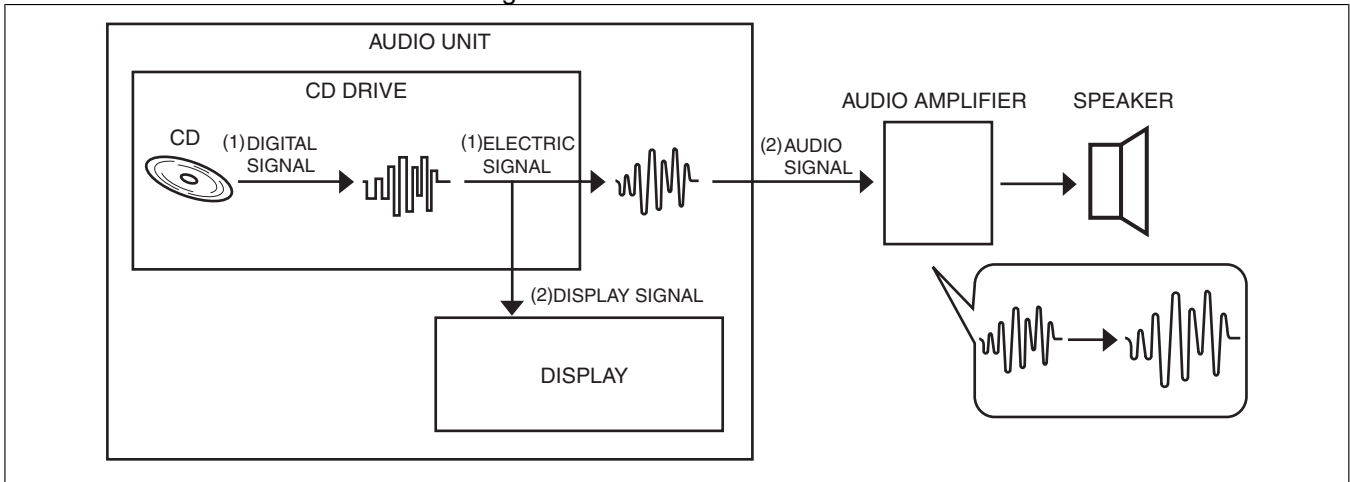 AUDIO UNIT
CD DRIVE
AUDIO AMPLIFIER
SPEAKER
CD
(1)DIGITAL
SIGNAL
(1)ELECTRIC
SIGNAL
(2)AUDIO
SIGNAL
(2)DISPLAY SIGNAL
DISPLAY